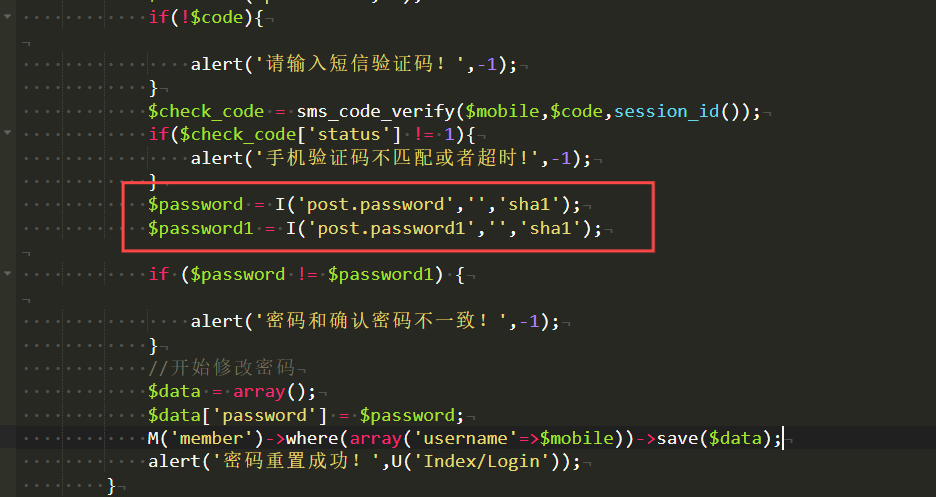 if(!$code){
alert('请输入短信验证码！',-1);
}
$check_code = sms_code_verify($mobile,$code,session_id());
if($check_code['status'] != 1){
alert('手机验证码不匹配或者超时!',-1);
}
$password = I('post.password','','sha1');
$password1 = I('post.password1','','sha1');
if ($password != $password1) {
alert('密码和确认密码不一致！',-1);
}
//开始修改密码
$data = array();
$data['password'] = $password;
M('member')->where(array('username'=>$mobile))->save($data);
alert('密码重置成功！',U('Index/Login'));
}